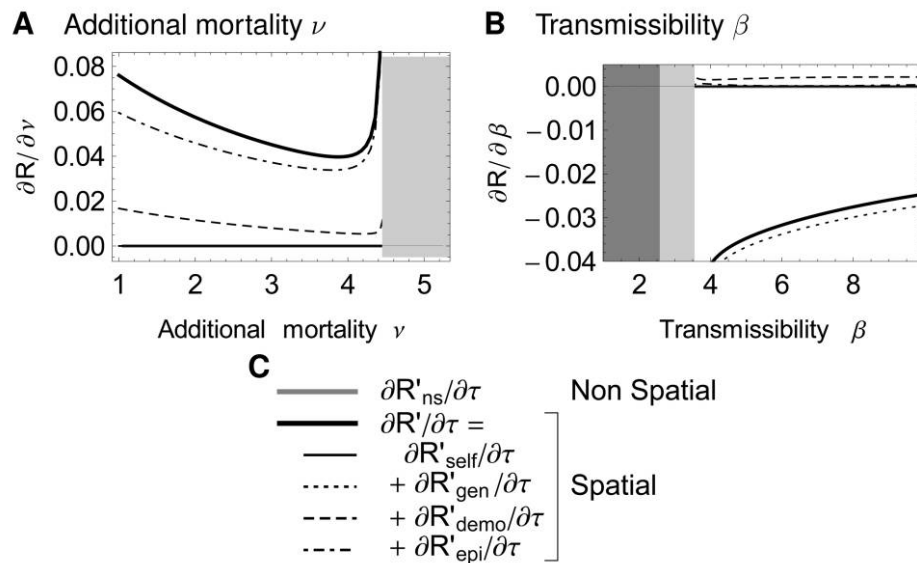 A Additional mortality ν
∂R/∂ν
0.08
0.06
0.04
0.02
0.00
1 2 3 4 5
Additional mortality ν
B Transmissibility β
∂R/∂β
0.00
−0.01
−0.02
−0.03
−0.04
2 4 6 8
Transmissibility β
C
∂R'ns/∂τ Non Spatial
∂R'/∂τ =
∂R'self/∂τ
+ ∂R'gen/∂τ Spatial
+ ∂R'demo/∂τ
+ ∂R'epi/∂τ